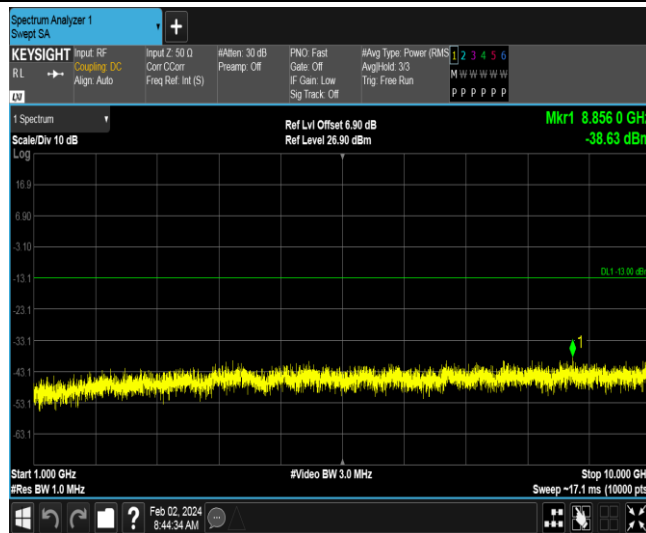 Spectrum Analyzer 1
Swept SA
+
KEYSIGHT Input: RF Input Z: 50 Ω #Atten: 30 dB PNO: Fast #Avg Type: Power (RMS 1 2 3 4 5 6
RL Coupling: DC Corr CCorr Preamp: Off Gate: Off Avg|Hold: 3/3 M W W W W W
Align: Auto Freq Ref: Int (S) IF Gain: Low Trig: Free Run
Sig Track: Off P P P P P P
1 Spectrum Ref Lvl Offset 6.90 dB Mkr1 8.856 0 GHz
Scale/Div 10 dB Ref Level 26.90 dBm -38.63 dBm
Log
16.9
6.90
-3.10
DL1 -13.00 dBm
-13.1
-23.1
-33.1
1
-43.1
-53.1
-63.1
Start 1.000 GHz #Video BW 3.0 MHz Stop 10.000 GHz
#Res BW 1.0 MHz Sweep ~17.1 ms (10000 pts
? Feb 02, 2024
8:44:34 AM